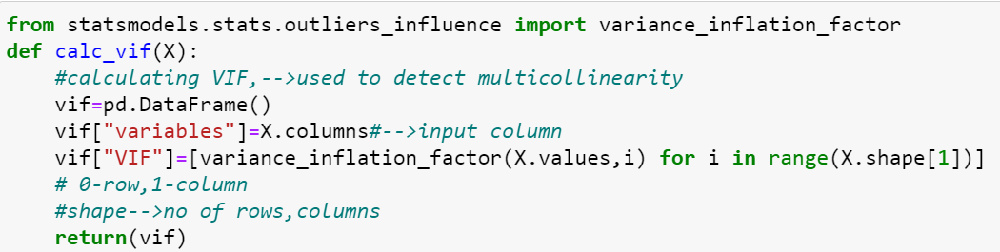 from statsmodels.stats.outliers_influence import variance_inflation_factor
def calc_vif(X):
    #calculating VIF,-->used to detect multicollinearity
    vif=pd.DataFrame()
    vif["variables"]=X.columns#-->input column
    vif["VIF"]=[variance_inflation_factor(X.values,i) for i in range(X.shape[1])]
    # 0-row,1-column
    #shape-->no of rows,columns
    return(vif)